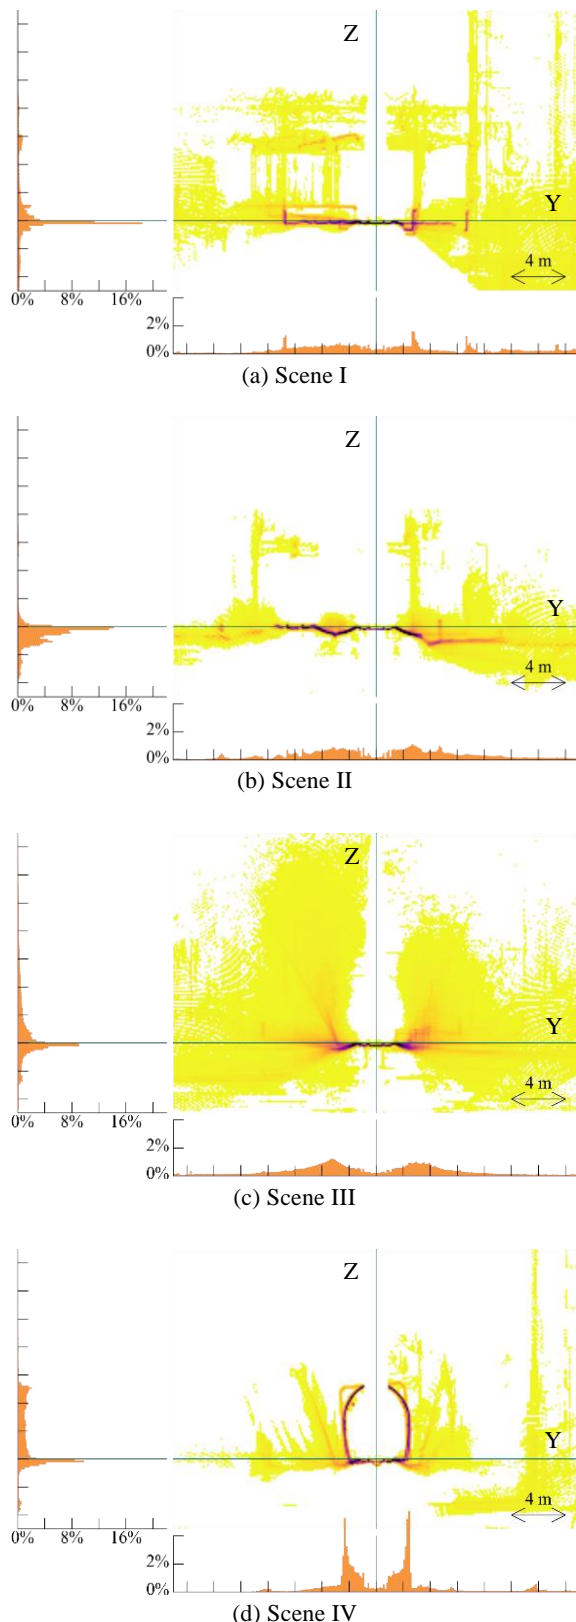 Z
Y
4 m
0% 8% 16%
2%
0%
(a) Scene I
Z
Y
4 m
0% 8% 16%
2%
0%
(b) Scene II
Z
Y
4 m
0% 8% 16%
2%
0%
(c) Scene III
Z
Y
4 m
0% 8% 16%
2%
0%
(d) Scene IV